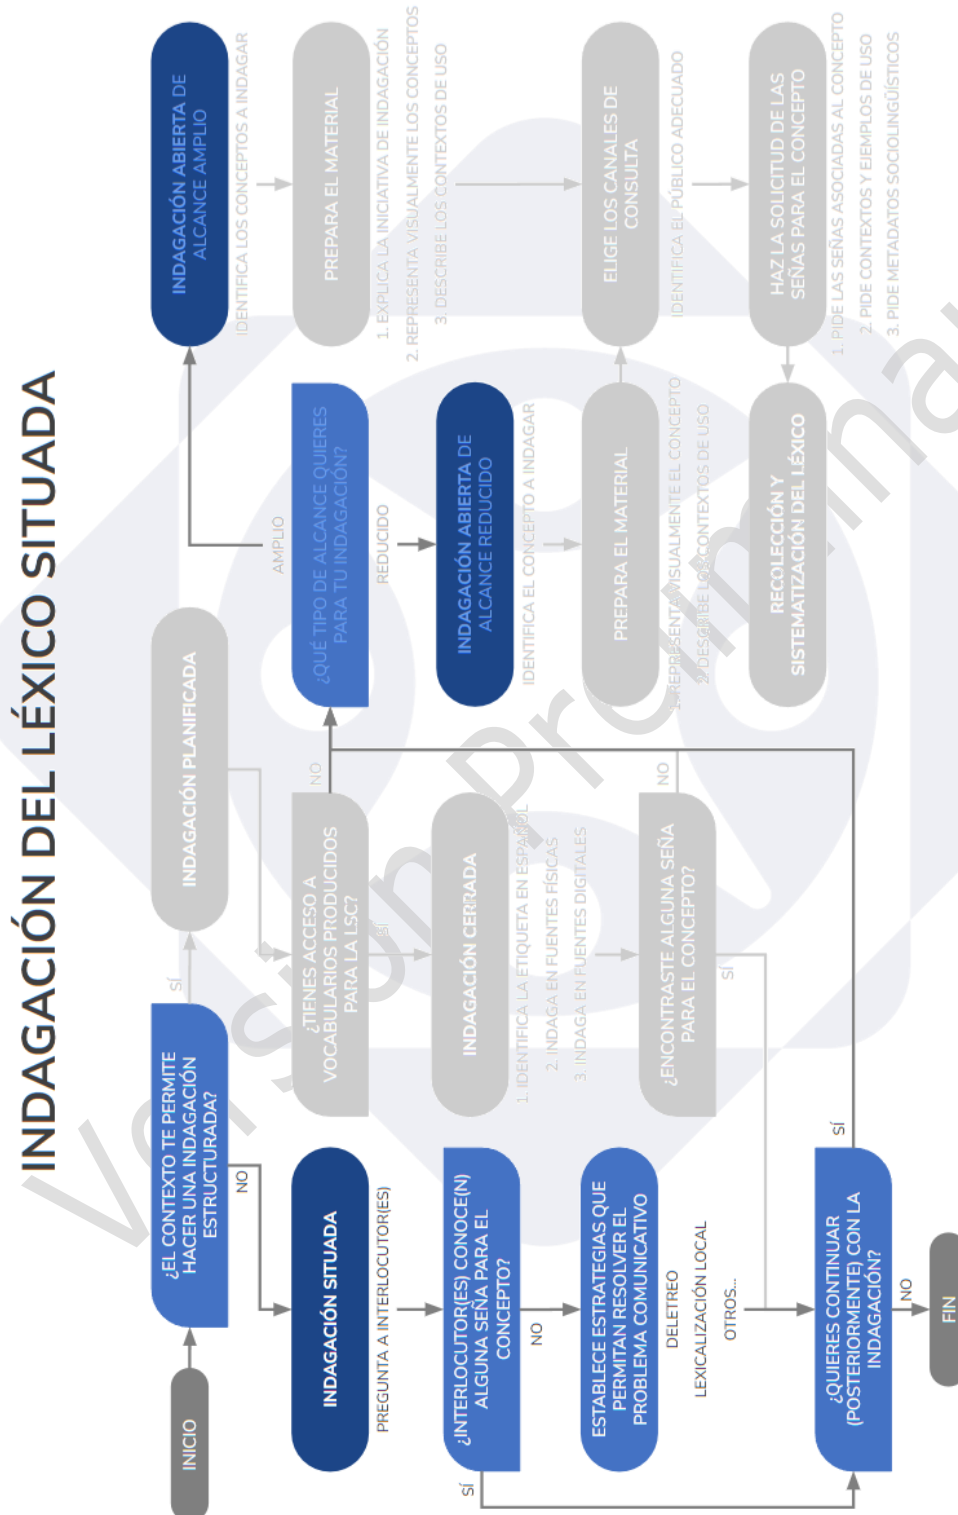 INDAGACIÓN DEL LÉXICO SITUADA
INICIO
¿EL CONTEXTO TE PERMITE
HACER UNA INDAGACIÓN
ESTRUCTURADA?
SÍ
NO
INDAGACIÓN PLANIFICADA
INDAGACIÓN SITUADA
PREGUNTA A INTERLOCUTOR(ES)
¿INTERLOCUTOR(ES) CONOCE(N)
ALGUNA SEÑA PARA EL
CONCEPTO?
SÍ
NO
ESTABLECE ESTRATEGIAS QUE
PERMITAN RESOLVER EL
PROBLEMA COMUNICATIVO
DELETREO
LEXICALIZACIÓN LOCAL
OTROS...
¿QUIERES CONTINUAR
(POSTERIORMENTE) CON LA
INDAGACIÓN?
SÍ
NO
FIN
¿TIENES ACCESO A
VOCABULARIOS PRODUCIDOS
PARA LA LSC?
NO
SÍ
INDAGACIÓN CERRADA
1. IDENTIFICA LA ETIQUETA EN ESPAÑOL
2. INDAGA EN FUENTES FÍSICAS
3. INDAGA EN FUENTES DIGITALES
¿ENCONTRASTE ALGUNA SEÑA
PARA EL CONCEPTO?
NO
SÍ
¿QUÉ TIPO DE ALCANCE QUIERES
PARA TU INDAGACIÓN?
AMPLIO
REDUCIDO
INDAGACIÓN ABIERTA DE
ALCANCE REDUCIDO
IDENTIFICA EL CONCEPTO A INDAGAR
PREPARA EL MATERIAL
1. REPRESENTA VISUALMENTE EL CONCEPTO
2. DESCRIBE LOS CONTEXTOS DE USO
INDAGACIÓN ABIERTA DE
ALCANCE AMPLIO
IDENTIFICA LOS CONCEPTOS A INDAGAR
PREPARA EL MATERIAL
1. EXPLICA LA INICIATIVA DE INDAGACIÓN
2. REPRESENTA VISUALMENTE LOS CONCEPTOS
3. DESCRIBE LOS CONTEXTOS DE USO
ELIGE LOS CANALES DE
CONSULTA
IDENTIFICA EL PÚBLICO ADECUADO
HAZ LA SOLICITUD DE LAS
SEÑAS PARA EL CONCEPTO
1. PIDE LAS SEÑAS ASOCIADAS AL CONCEPTO
2. PIDE CONTEXTOS Y EJEMPLOS DE USO
3. PIDE METADATOS SOCIOLINGÜÍSTICOS
RECOLECCIÓN Y
SISTEMATIZACIÓN DEL LÉXICO
Versión Preliminar